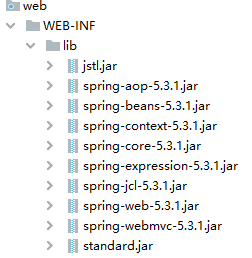 web
WEB-INF
lib
jstl.jar
spring-aop-5.3.1.jar
spring-beans-5.3.1.jar
spring-context-5.3.1.jar
spring-core-5.3.1.jar
spring-expression-5.3.1.jar
spring-jcl-5.3.1.jar
spring-web-5.3.1.jar
spring-webmvc-5.3.1.jar
standard.jar